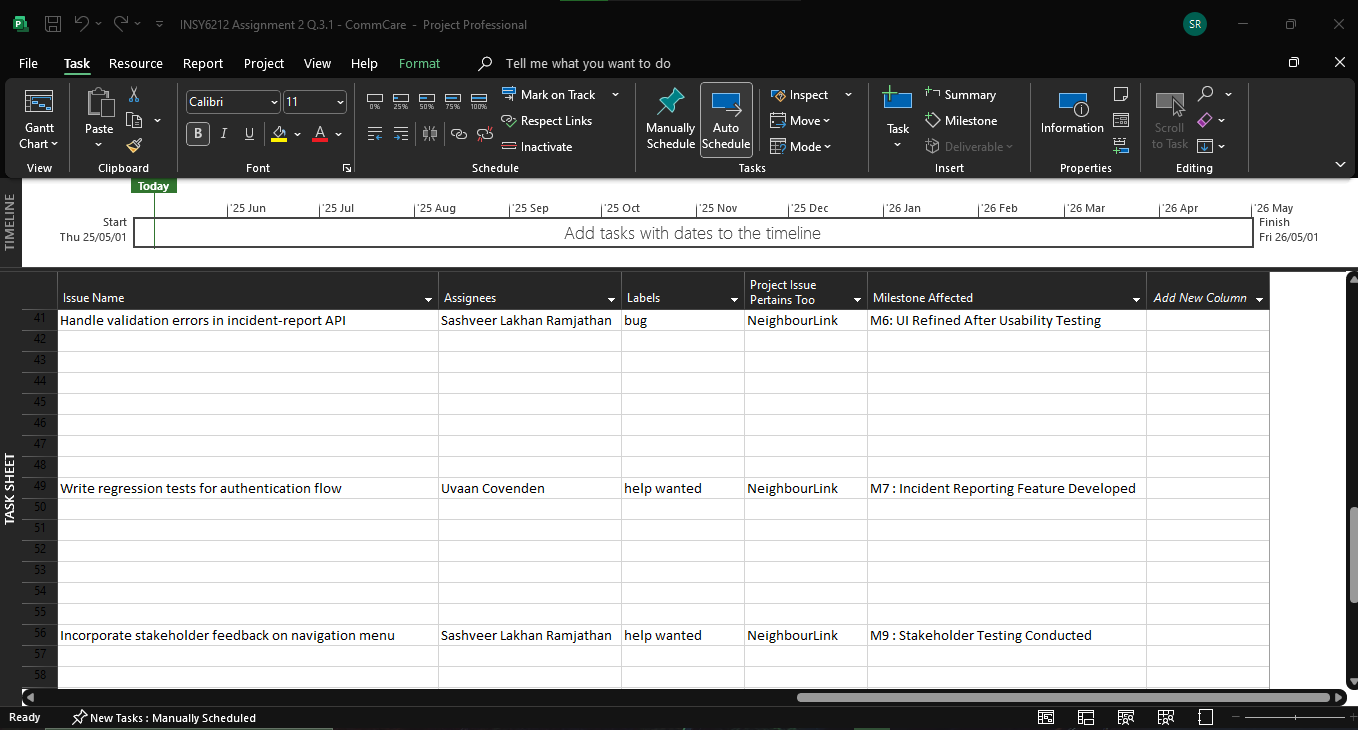 INSY6212 Assignment 2 Q.3.1 - CommCare - Project Professional
SR
File Task Resource Report Project View Help Format Tell me what you want to do
Gantt Chart
View
Paste
Clipboard
Calibri 11
B I U A
Font
0% 25% 50% 75% 100%
Mark on Track
Respect Links
Inactivate
Schedule
Manually Schedule
Auto Schedule
Inspect
Move
Mode
Tasks
Task
Summary
Milestone
Deliverable
Insert
Information
Properties
Scroll to Task
Editing
TIMELINE
Today
'25 Jun '25 Jul '25 Aug '25 Sep '25 Oct '25 Nov '25 Dec '26 Jan '26 Feb '26 Mar '26 Apr '26 May
Start
Thu 25/05/01
Add tasks with dates to the timeline
Finish
Fri 26/05/01
TASK SHEET
Issue Name Assignees Labels Project Issue Pertains Too Milestone Affected Add New Column
41 Handle validation errors in incident-report API Sashveer Lakhan Ramjathan bug NeighbourLink M6: UI Refined After Usability Testing
42
43
44
45
46
47
48
49 Write regression tests for authentication flow Uvaan Covenden help wanted NeighbourLink M7 : Incident Reporting Feature Developed
50
51
52
53
54
55
56 Incorporate stakeholder feedback on navigation menu Sashveer Lakhan Ramjathan help wanted NeighbourLink M9 : Stakeholder Testing Conducted
57
58
Ready New Tasks : Manually Scheduled